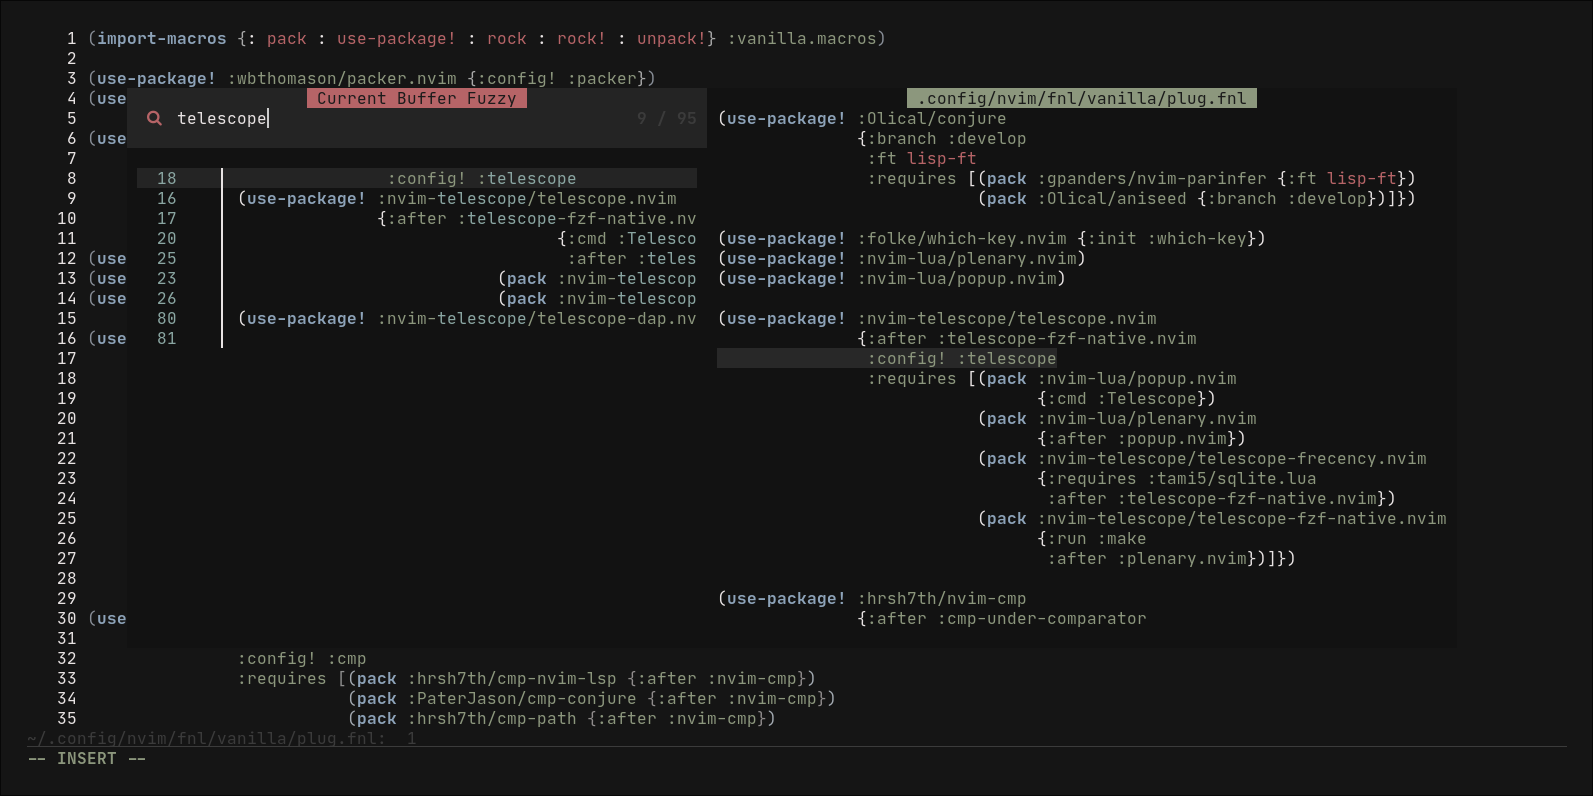 1 (import-macros {: pack : use-package! : rock : rock! : unpack!} :vanilla.macros)
2
3 (use-package! :wbthomason/packer.nvim {:config! :packer})
4 (use
5
6 (use
7
8
9
10
11
12 (use
13 (use
14 (use
15
16 (use
17
18
19
20
21
22
23
24
25
26
27
28
29
30 (use
31
Current Buffer Fuzzy
telescope 9 / 95
18 :config! :telescope
16 (use-package! :nvim-telescope/telescope.nvim
17 {:after :telescope-fzf-native.nv
20 {:cmd :Telesco
25 :after :teles
23 (pack :nvim-telescop
26 (pack :nvim-telescop
80 (use-package! :nvim-telescope/telescope-dap.nv
81
.config/nvim/fnl/vanilla/plug.fnl
(use-package! :Olical/conjure
{:branch :develop
:ft lisp-ft
:requires [(pack :gpanders/nvim-parinfer {:ft lisp-ft})
(pack :Olical/aniseed {:branch :develop})]})
(use-package! :folke/which-key.nvim {:init :which-key})
(use-package! :nvim-lua/plenary.nvim)
(use-package! :nvim-lua/popup.nvim)
(use-package! :nvim-telescope/telescope.nvim
{:after :telescope-fzf-native.nvim
:config! :telescope
:requires [(pack :nvim-lua/popup.nvim
{:cmd :Telescope})
(pack :nvim-lua/plenary.nvim
{:after :popup.nvim})
(pack :nvim-telescope/telescope-frecency.nvim
{:requires :tami5/sqlite.lua
:after :telescope-fzf-native.nvim})
(pack :nvim-telescope/telescope-fzf-native.nvim
{:run :make
:after :plenary.nvim})]})
(use-package! :hrsh7th/nvim-cmp
{:after :cmp-under-comparator
32 :config! :cmp
33 :requires [(pack :hrsh7th/cmp-nvim-lsp {:after :nvim-cmp})
34 (pack :PaterJason/cmp-conjure {:after :nvim-cmp})
35 (pack :hrsh7th/cmp-path {:after :nvim-cmp})
~/.config/nvim/fnl/vanilla/plug.fnl: 1
-- INSERT --